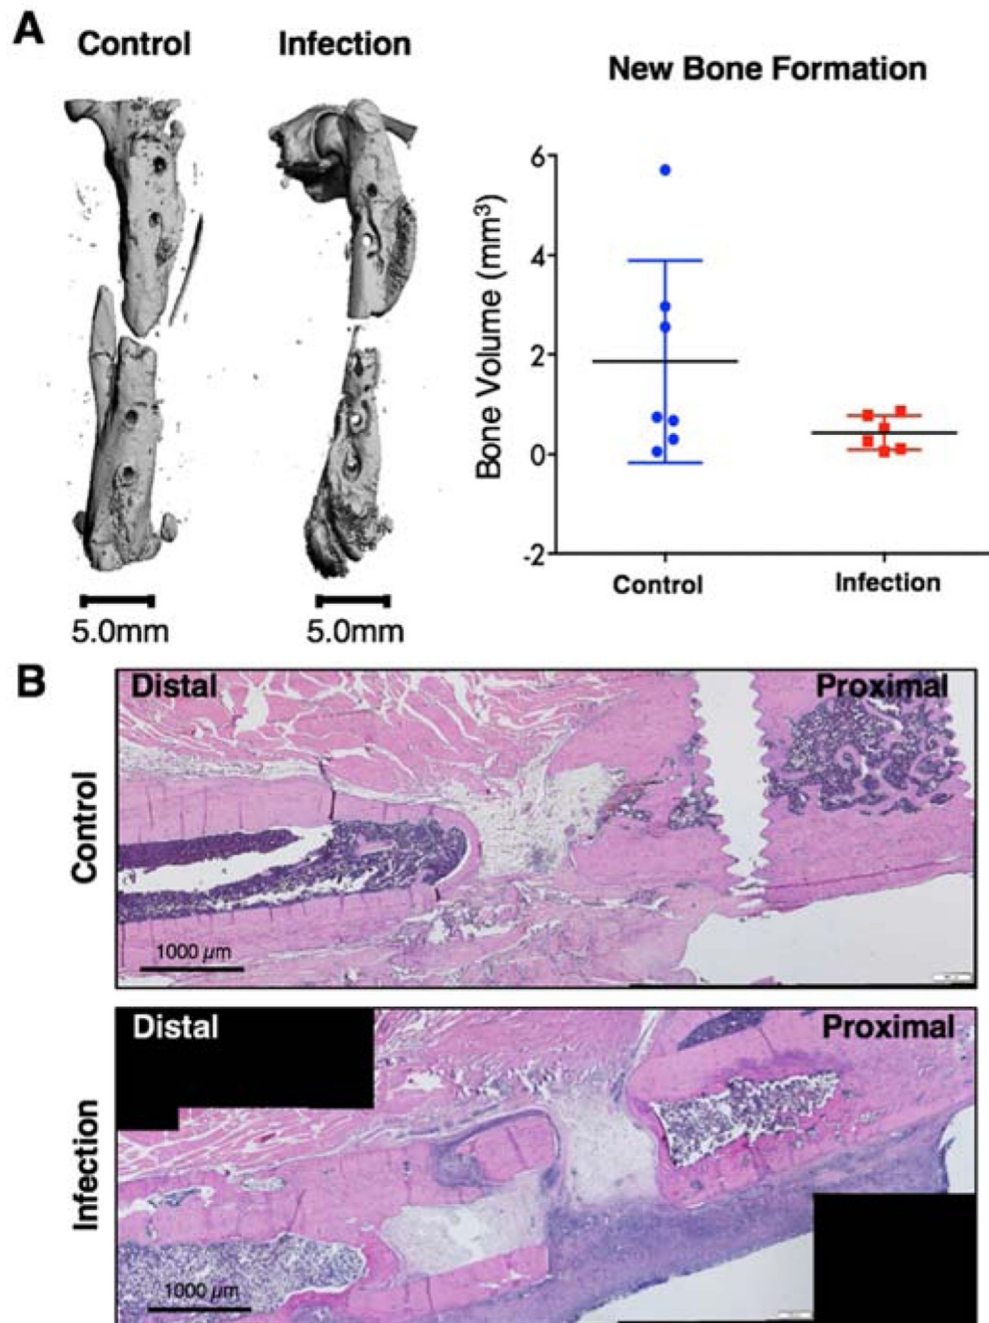 A
Control
Infection
New Bone Formation
Bone Volume (mm³)
6
4
2
0
-2
Control
Infection
5.0mm
5.0mm
B
Control
Distal
Proximal
1000 μm
Infection
Distal
Proximal
1000 μm